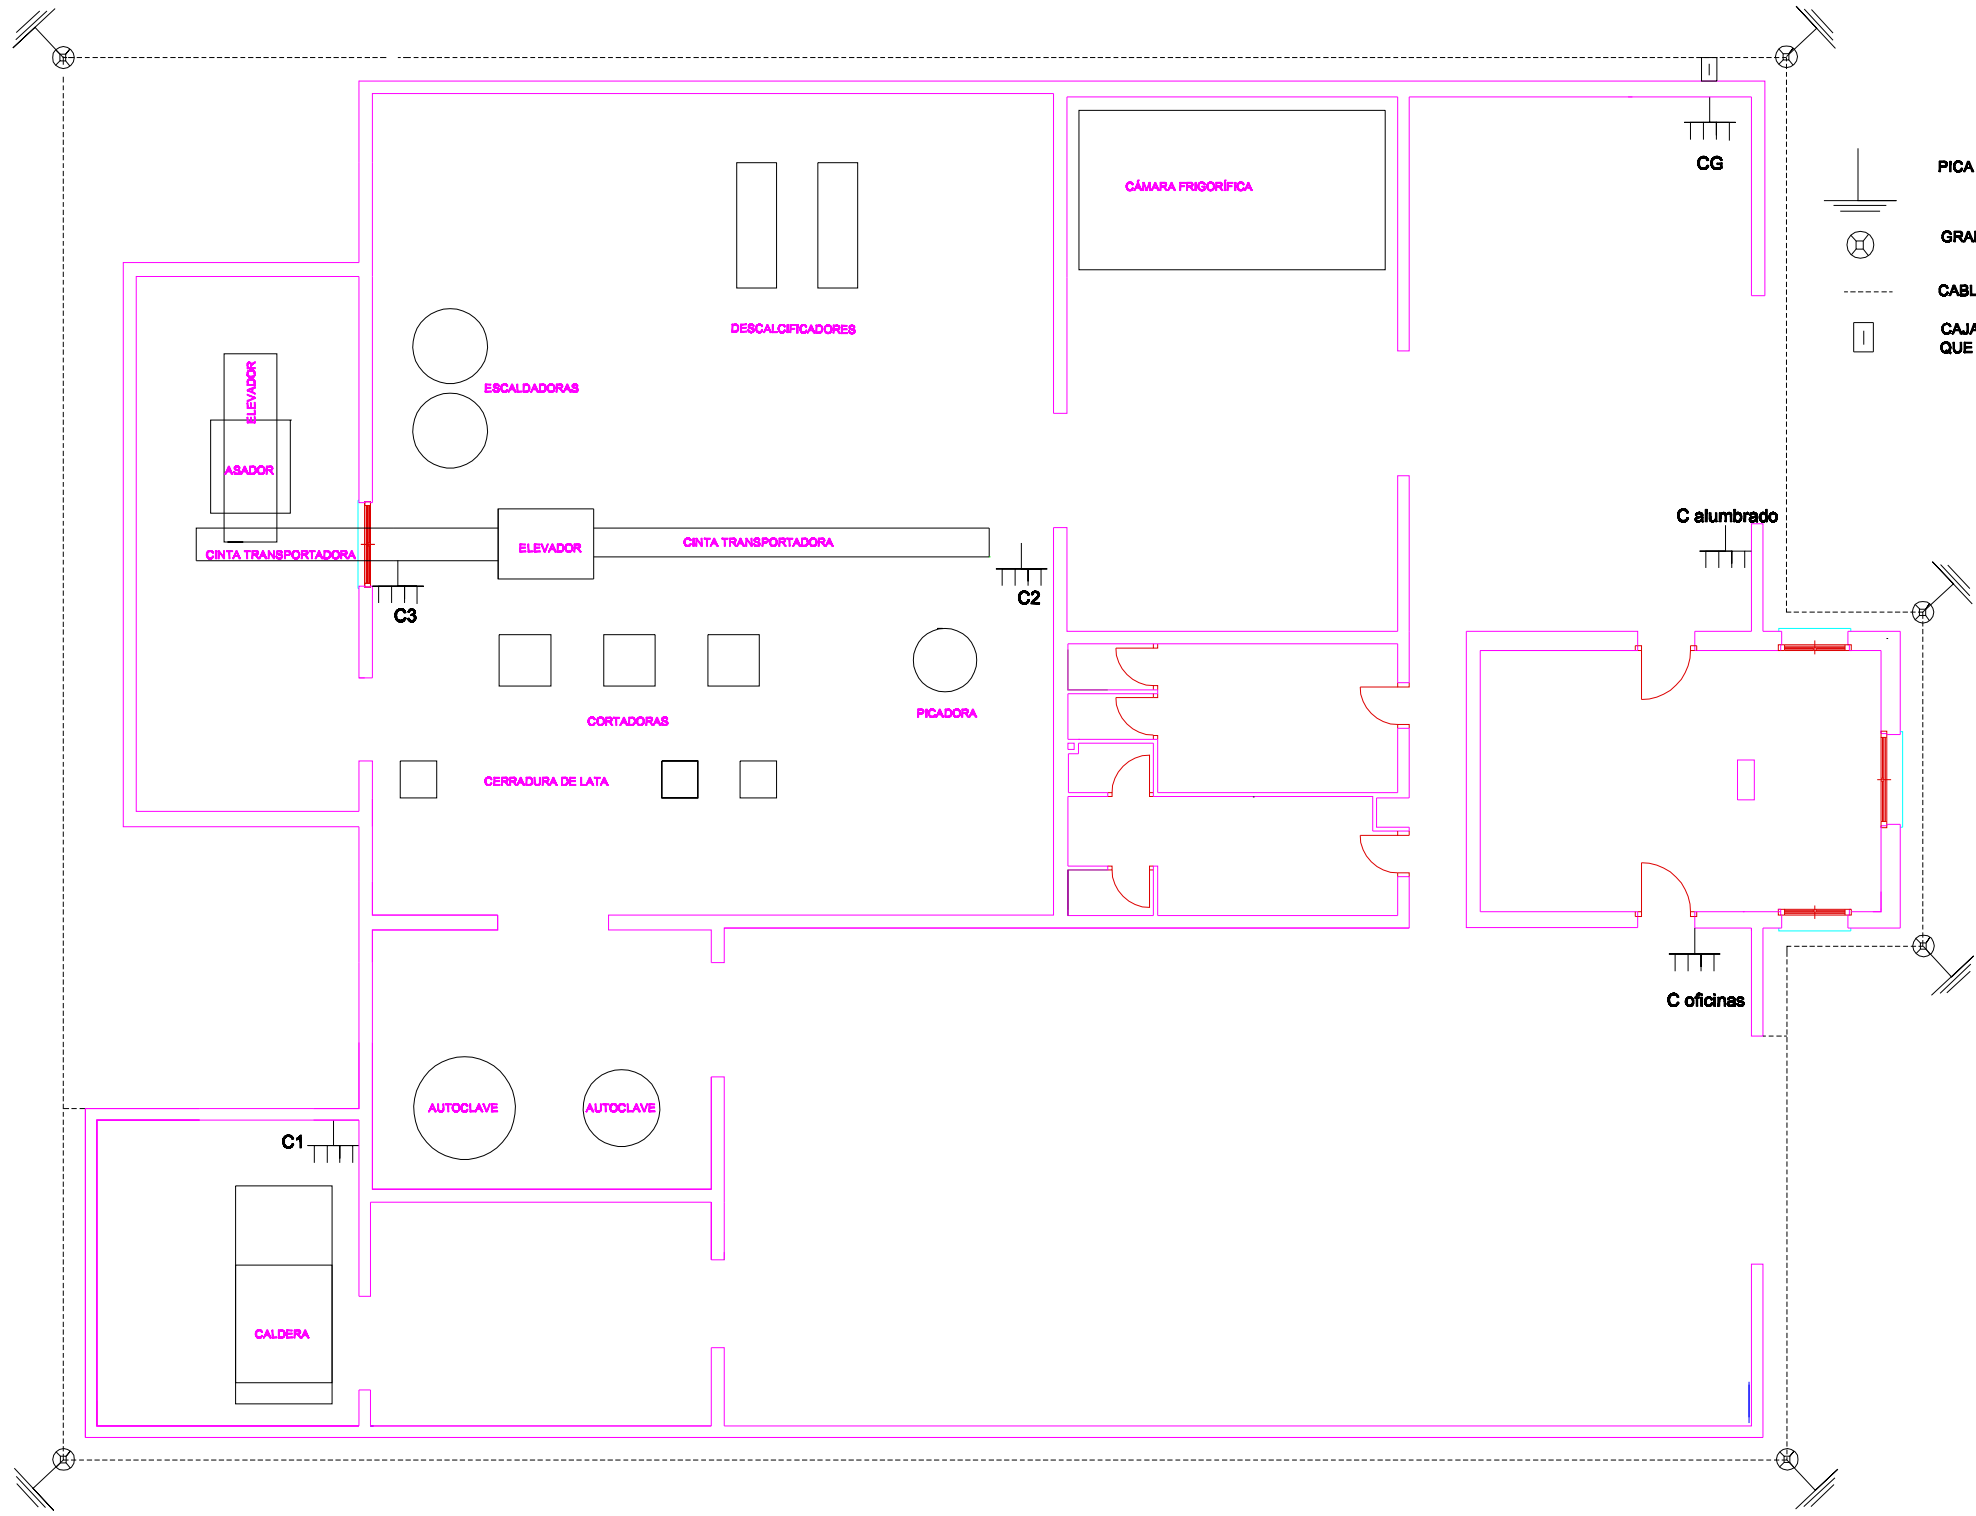 CG
PICA
CÁMARA FRIGORÍFICA
CABL
CAJA
QUE
DESCALCIFICADORES
ESCALDADORAS
ELEVADOR
ASADOR
C alumbrado
CINTA TRANSPORTADORA
ELEVADOR
CINTA TRANSPORTADORA
C3
C2
CORTADORAS
PICADORA
CERRADURA DE LATA
C oficinas
AUTOCLAVE
AUTOCLAVE
C1
CALDERA